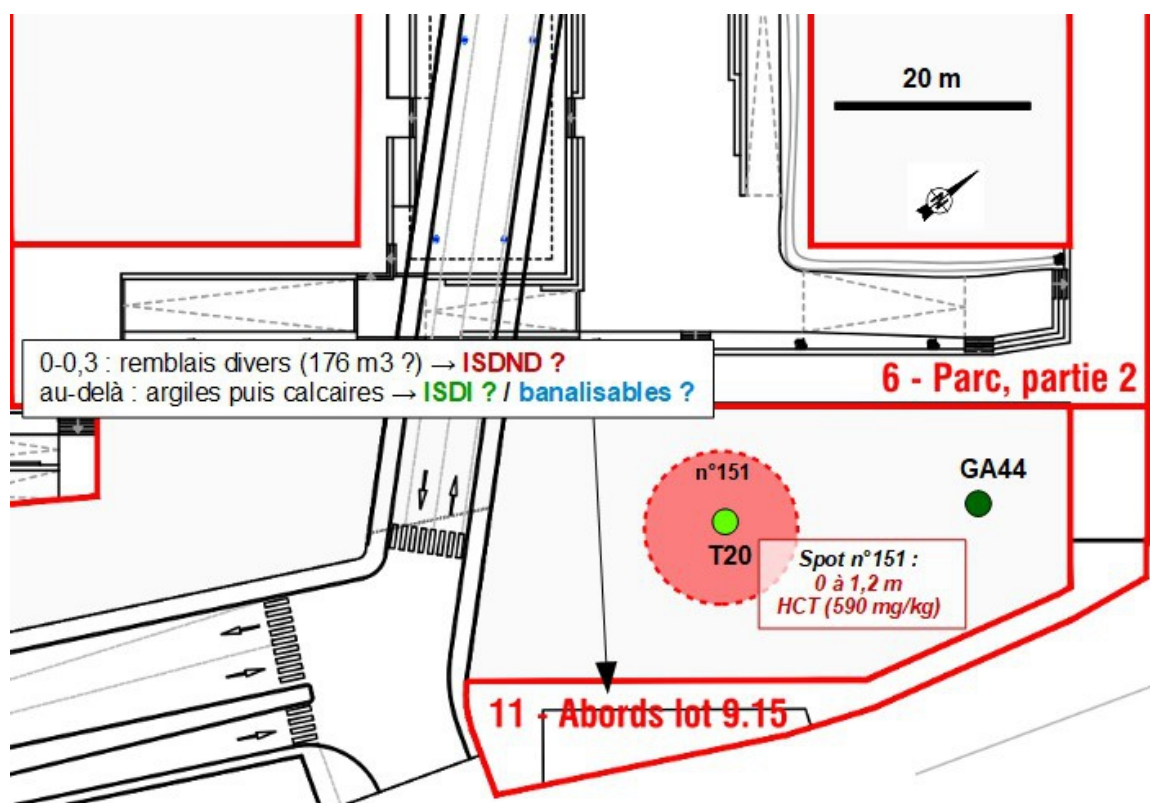 20 m
N
0-0,3 : remblais divers (176 m3 ?) → ISDND ?
au-delà : argiles puis calcaires → ISDI ? / banalisables ?
6 - Parc, partie 2
n°151
GA44
T20
Spot n°151 :
0 à 1,2 m
HCT (590 mg/kg)
11 - Abords lot 9.15